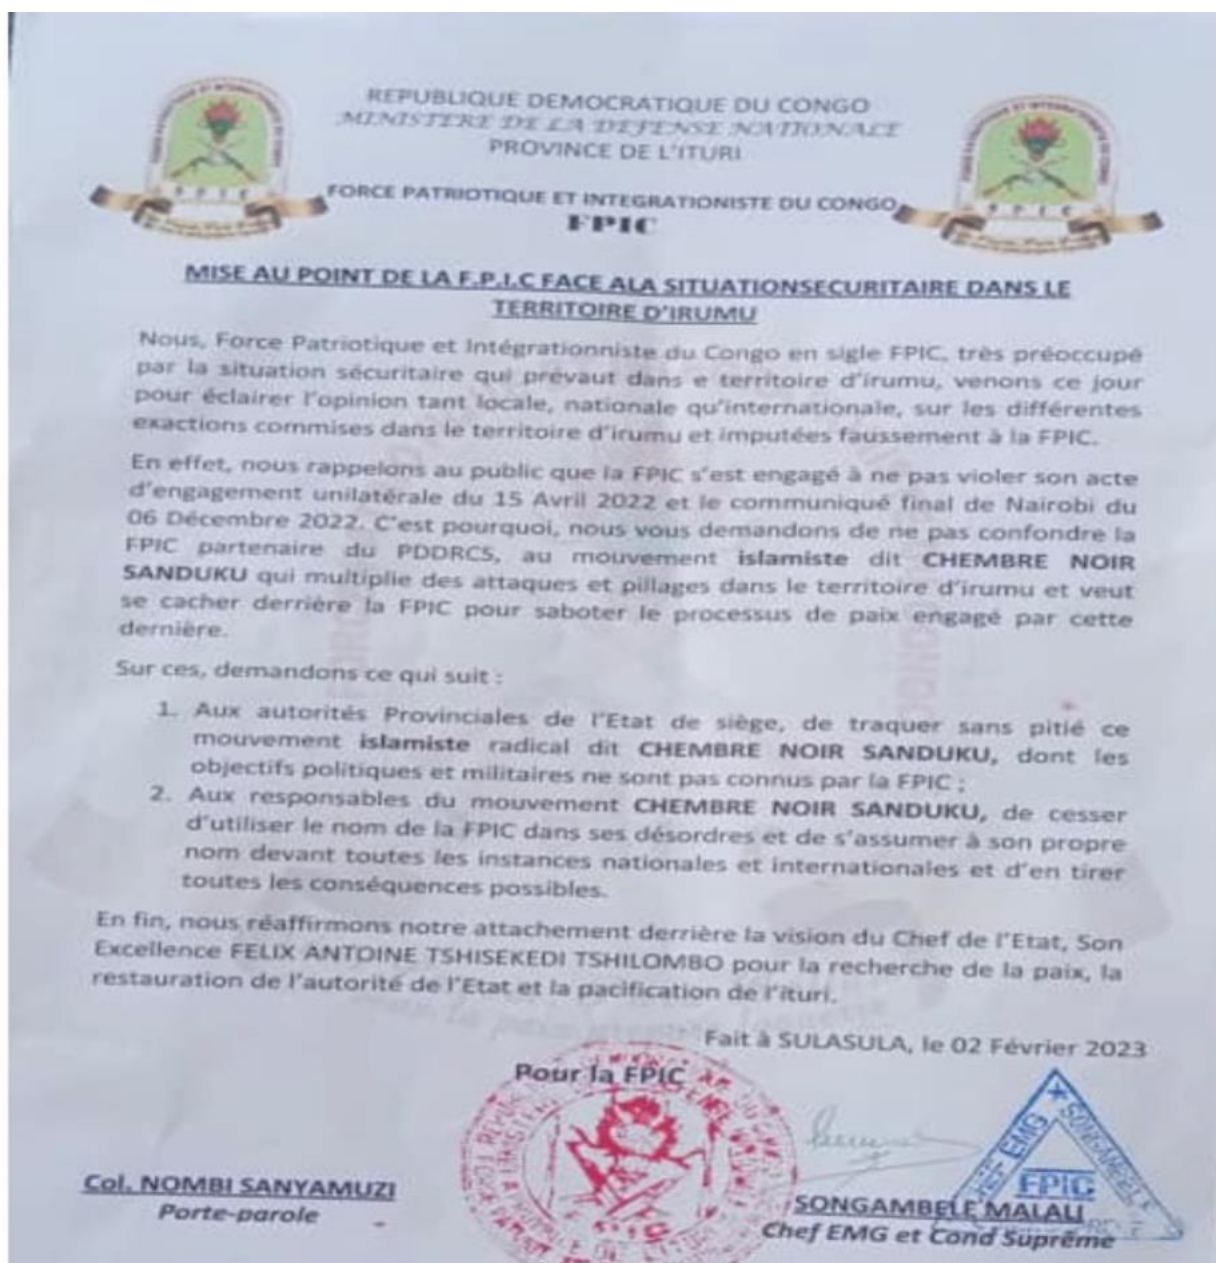 REPUBLIQUE DEMOCRATIQUE DU CONGO
MINISTERE DE LA DEFENSE NATIONALE
PROVINCE DE L'ITURI
FORCE PATRIOTIQUE ET INTEGRATIONISTE DU CONGO
FPIC
F P I C
F P I C
MISE AU POINT DE LA F.P.I.C FACE ALA SITUATIONSECURITAIRE DANS LE
TERRITOIRE D'IRUMU
Nous, Force Patriotique et Intégrationniste du Congo en sigle FPIC, très préoccupé
par la situation sécuritaire qui prévaut dans e territoire d'irumu, venons ce jour
pour éclairer l'opinion tant locale, nationale qu'internationale, sur les différentes
exactions commises dans le territoire d'irumu et imputées faussement à la FPIC.
En effet, nous rappelons au public que la FPIC s'est engagé à ne pas violer son acte
d'engagement unilatérale du 15 Avril 2022 et le communiqué final de Nairobi du
06 Décembre 2022. C'est pourquoi, nous vous demandons de ne pas confondre la
FPIC partenaire du PDDRCS, au mouvement islamiste dit CHEMBRE NOIR
SANDUKU qui multiplie des attaques et pillages dans le territoire d'irumu et veut
se cacher derrière la FPIC pour saboter le processus de paix engagé par cette
dernière.
Sur ces, demandons ce qui suit :
1. Aux autorités Provinciales de l'Etat de siège, de traquer sans pitié ce
mouvement islamiste radical dit CHEMBRE NOIR SANDUKU, dont les
objectifs politiques et militaires ne sont pas connus par la FPIC ;
2. Aux responsables du mouvement CHEMBRE NOIR SANDUKU, de cesser
d'utiliser le nom de la FPIC dans ses désordres et de s'assumer à son propre
nom devant toutes les instances nationales et internationales et d'en tirer
toutes les conséquences possibles.
En fin, nous réaffirmons notre attachement derrière la vision du Chef de l'Etat, Son
Excellence FELIX ANTOINE TSHISEKEDI TSHILOMBO pour la recherche de la paix, la
restauration de l'autorité de l'Etat et la pacification de l'ituri.
Fait à SULASULA, le 02 Février 2023
Pour la FPIC
CHEF EMG SONGAMBELE
FPIC
Col. NOMBI SANYAMUZI
Porte-parole
SONGAMBELE MALALI
Chef EMG et Cond Suprême